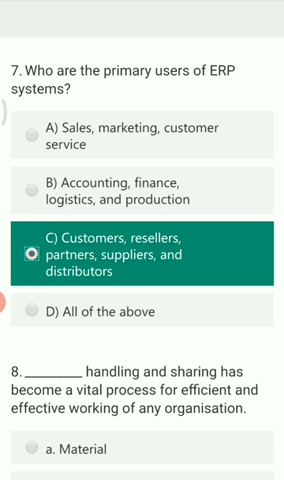 7. Who are the primary users of ERP
systems?
A) Sales, marketing, customer
service
B) Accounting, finance,
logistics, and production
C) Customers, resellers,
partners, suppliers, and
distributors
D) All of the above
8. _________ handling and sharing has
become a vital process for efficient and
effective working of any organisation.
a. Material